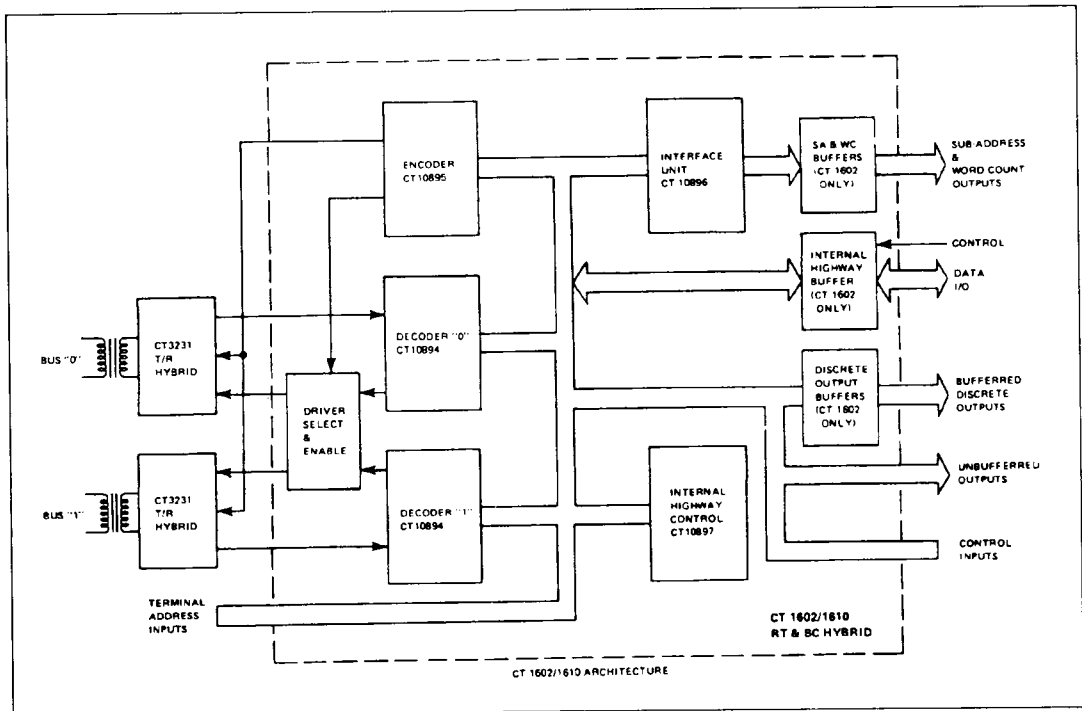 ENCODER
CT10895
INTERFACE
UNIT
CT 10896
SA & WC
BUFFERS
(CT 1602
ONLY)
SUB-ADDRESS
&
WORD COUNT
OUTPUTS
CONTROL
INTERNAL
HIGHWAY
BUFFER
(CT 1602
ONLY)
DATA
I/O
BUS "0"
CT3231
T/R
HYBRID
DECODER "0"
CT10894
DRIVER
SELECT
&
ENABLE
DISCRETE
OUTPUT
BUFFERS
(CT 1602
ONLY)
BUFFERRED
DISCRETE
OUTPUTS
BUS "1"
CT3231
T/R
HYBRID
DECODER "1"
CT10894
INTERNAL
HIGHWAY
CONTROL
CT10897
UNBUFERRED
OUTPUTS
CONTROL
INPUTS
TERMINAL
ADDRESS
INPUTS
CT 1602/1610
RT & BC HYBRID
CT 1602/1610 ARCHITECTURE